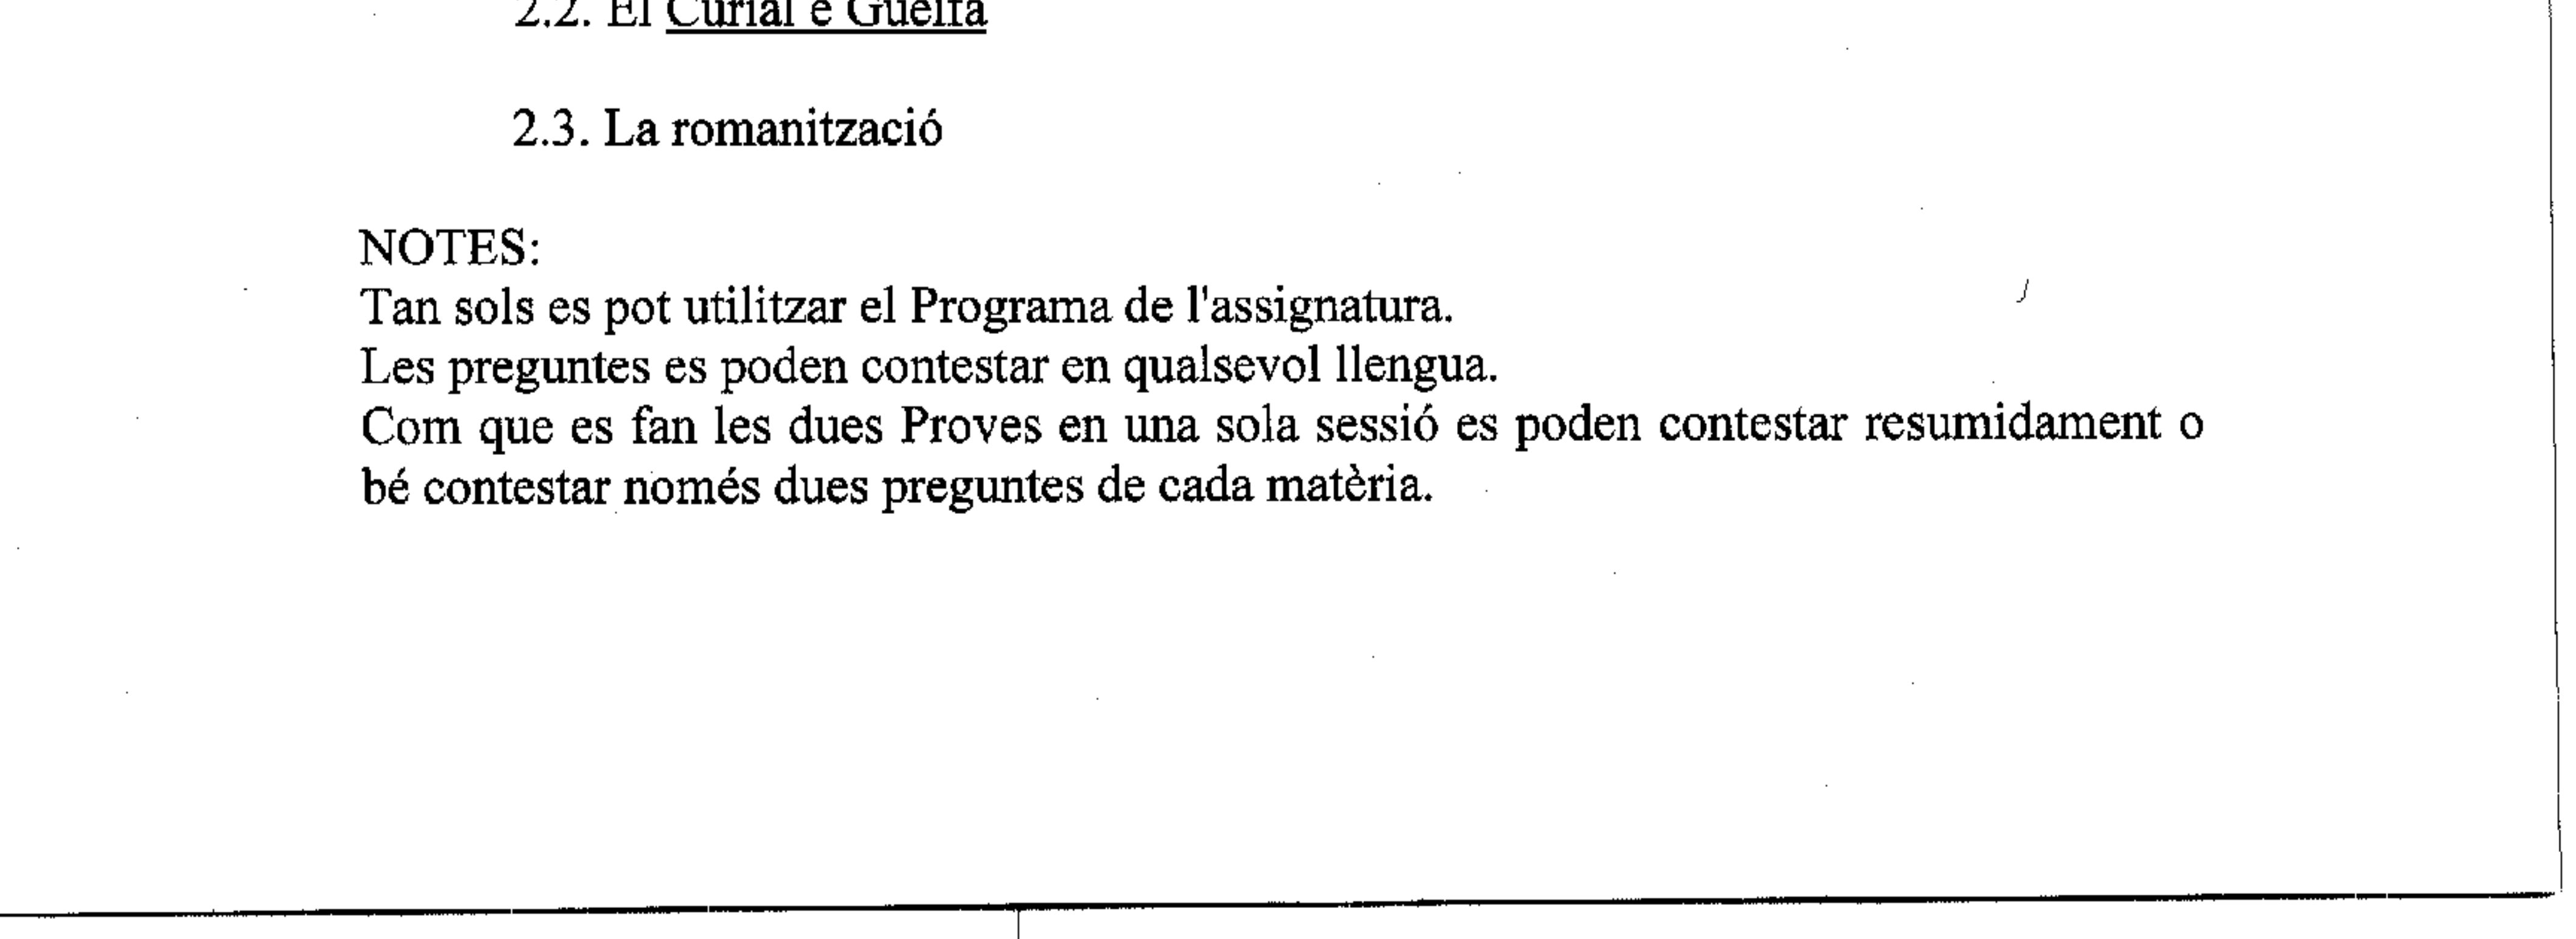 2.2. El Curial e Güelfa
2.3. La romanització
NOTES:
Tan sols es pot utilitzar el Programa de l'assignatura.
Les preguntes es poden contestar en qualsevol llengua.
Com que es fan les dues Proves en una sola sessió es poden contestar resumidament o
bé contestar només dues preguntes de cada matèria.